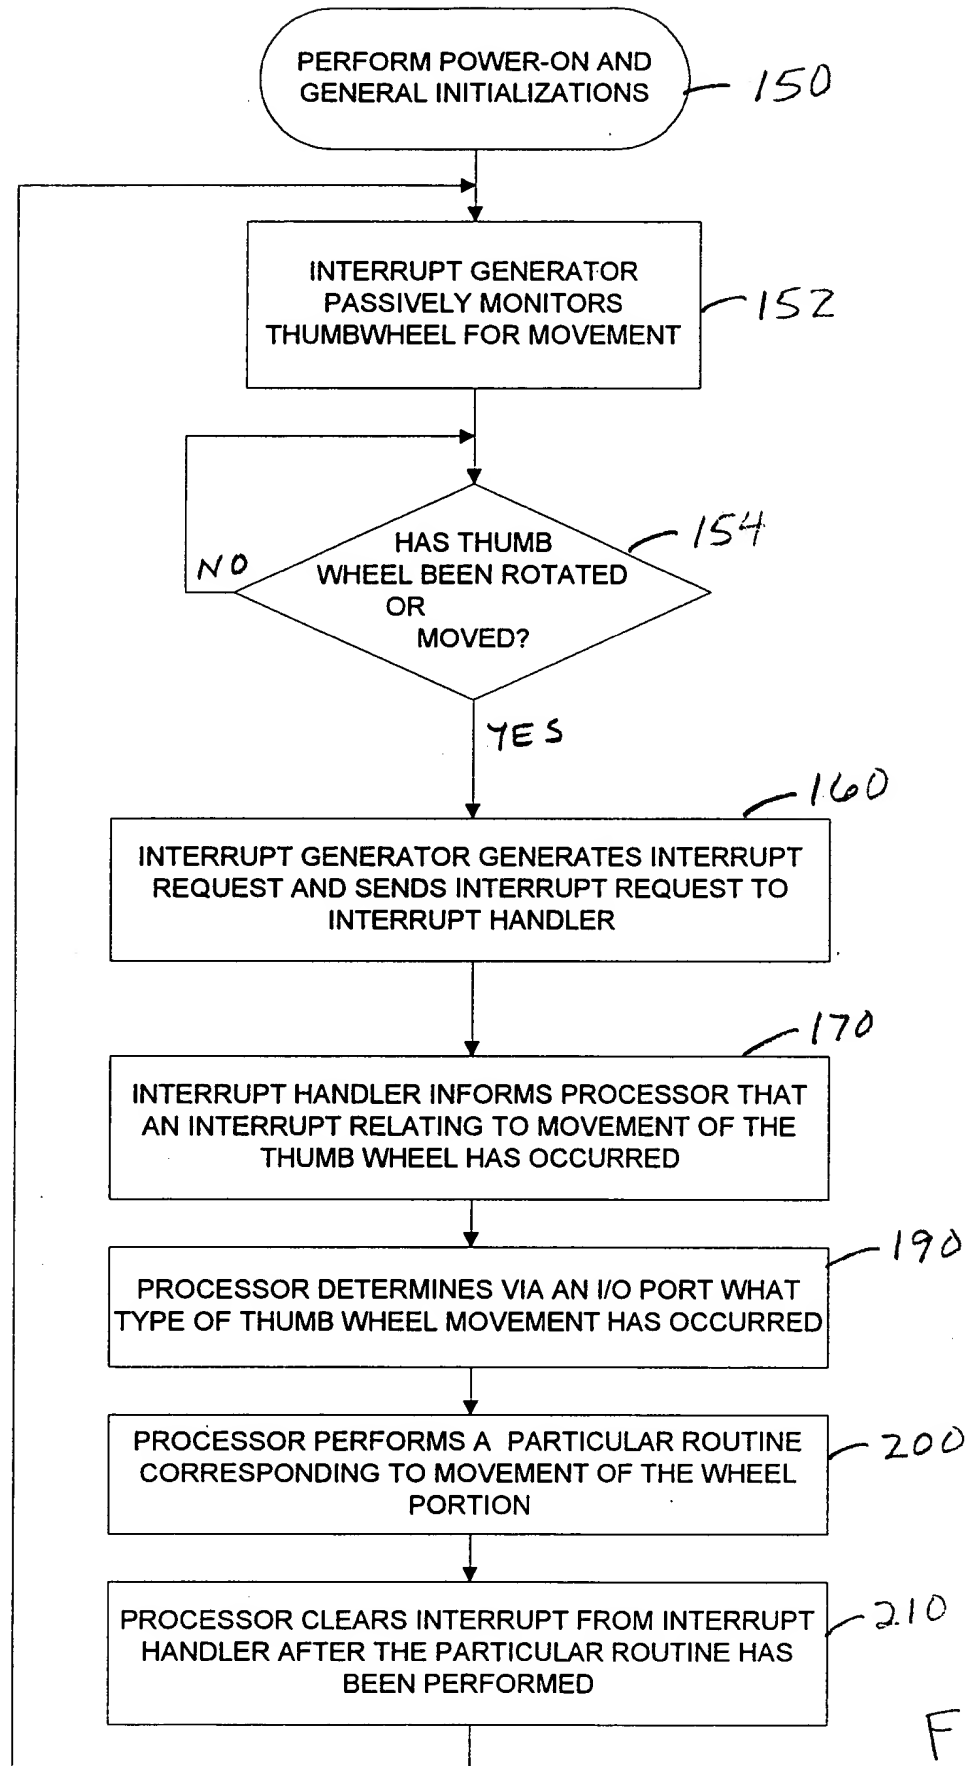 PERFORM POWER-ON AND
GENERAL INITIALIZATIONS
150
INTERRUPT GENERATOR
PASSIVELY MONITORS
THUMBWHEEL FOR MOVEMENT
152
HAS THUMB
WHEEL BEEN ROTATED
OR
MOVED?
154
NO
YES
160
INTERRUPT GENERATOR GENERATES INTERRUPT
REQUEST AND SENDS INTERRUPT REQUEST TO
INTERRUPT HANDLER
170
INTERRUPT HANDLER INFORMS PROCESSOR THAT
AN INTERRUPT RELATING TO MOVEMENT OF THE
THUMB WHEEL HAS OCCURRED
190
PROCESSOR DETERMINES VIA AN I/O PORT WHAT
TYPE OF THUMB WHEEL MOVEMENT HAS OCCURRED
200
PROCESSOR PERFORMS A PARTICULAR ROUTINE
CORRESPONDING TO MOVEMENT OF THE WHEEL
PORTION
210
PROCESSOR CLEARS INTERRUPT FROM INTERRUPT
HANDLER AFTER THE PARTICULAR ROUTINE HAS
BEEN PERFORMED
F